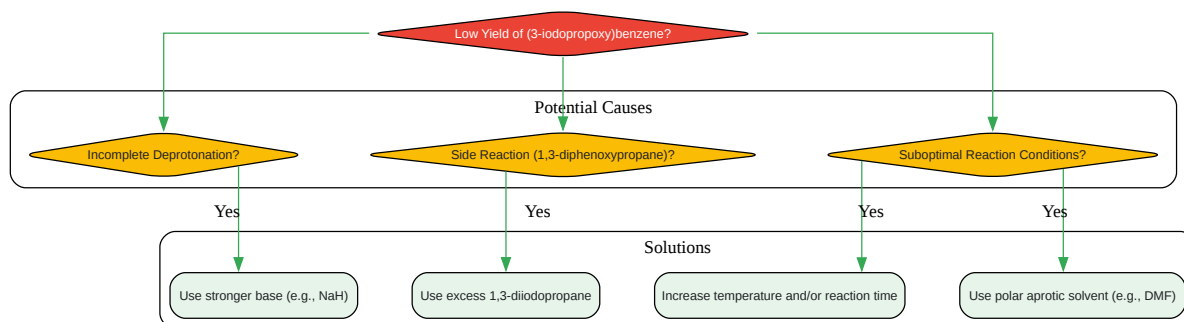 Low Yield of (3-iodopropoxy)benzene?
Potential Causes
Incomplete Deprotonation?
Side Reaction (1,3-diphenoxypropane)?
Suboptimal Reaction Conditions?
Yes
Yes
Yes
Yes
Solutions
Use stronger base (e.g., NaH)
Use excess 1,3-diiodopropane
Increase temperature and/or reaction time
Use polar aprotic solvent (e.g., DMF)